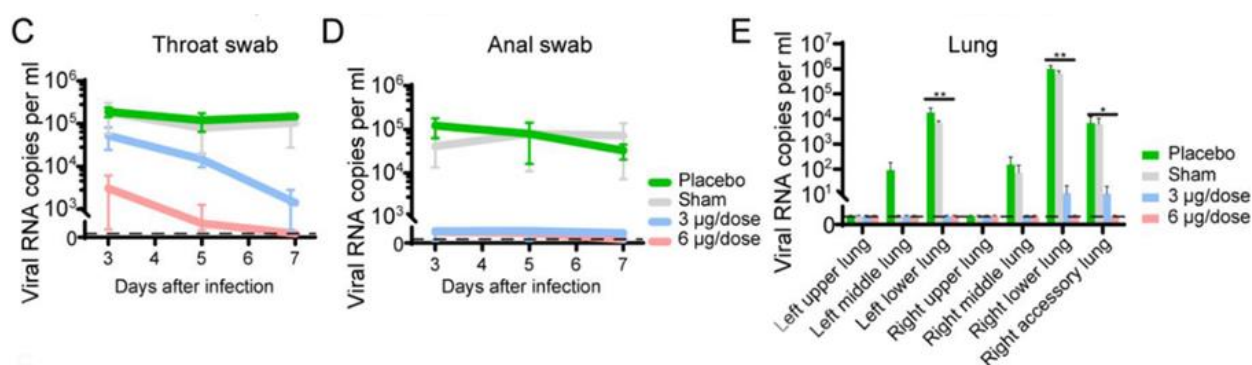 C
Throat swab
Viral RNA copies per ml
10⁶
10⁵
10⁴
10³
0
3 4 5 6 7
Days after infection
D
Anal swab
Viral RNA copies per ml
10⁶
10⁵
10⁴
10³
0
3 4 5 6 7
Days after infection
Placebo
Sham
3 µg/dose
6 µg/dose
E
Lung
Viral RNA copies per ml
10⁷
10⁶
10⁵
10⁴
10³
10²
10¹
0
**
**
*
Left upper lung
Left middle lung
Left lower lung
Right upper lung
Right middle lung
Right lower lung
Right accessory lung
Placebo
Sham
3 µg/dose
6 µg/dose